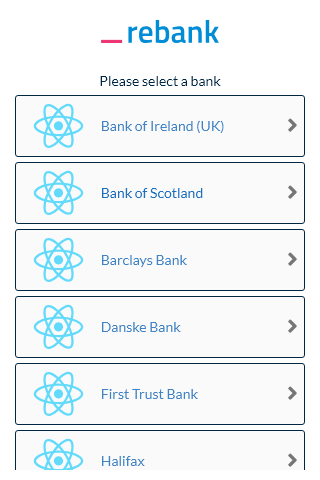 rebank
Please select a bank
Bank of Ireland (UK)
Bank of Scotland
Barclays Bank
Danske Bank
First Trust Bank
Halifax